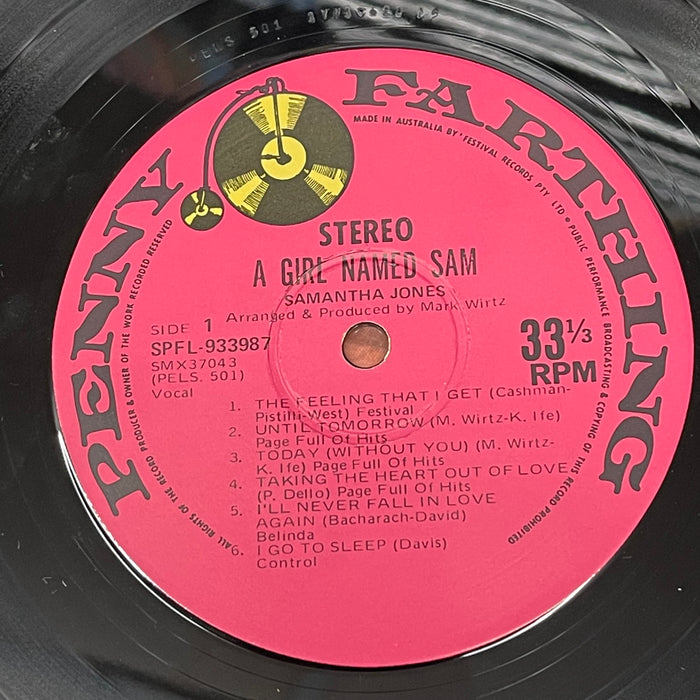 PELS 501
PENNY FARTHING
MADE IN AUSTRALIA BY FESTIVAL RECORDS PTY. LTD • PUBLIC PERFORMANCE BROADCASTING & COPYING OF THIS RECORD PROHIBITED
ALL RIGHTS OF THE RECORD PRODUCER & OWNER OF THE WORK RECORDED RESERVED
STEREO
A GIRL NAMED SAM
SAMANTHA JONES
Arranged & Produced by Mark Wirtz
SIDE 1
SPFL-933987
SMX37043
(PELS. 501)
Vocal
33 1/3
RPM
1. THE FEELING THAT I GET (Cashman-
Pistilli-West) Festival
2. UNTIL TOMORROW (M. Wirtz-K. Ife)
Page Full Of Hits
3. TODAY (WITHOUT YOU) (M. Wirtz-
K. Ife) Page Full Of Hits
4. TAKING THE HEART OUT OF LOVE
(P. Dello) Page Full Of Hits
5. I'LL NEVER FALL IN LOVE
AGAIN (Bacharach-David)
Belinda
6. I GO TO SLEEP (Davis)
Control